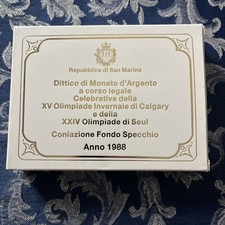 Repubblica di San Marino
Dittico di Monete d'Argento
a corso legale
Celebrative della
XV Olimpiade Invernale di Calgary
e della
XXIV Olimpiade di Seul
Coniazione Fondo Specchio
Anno 1988